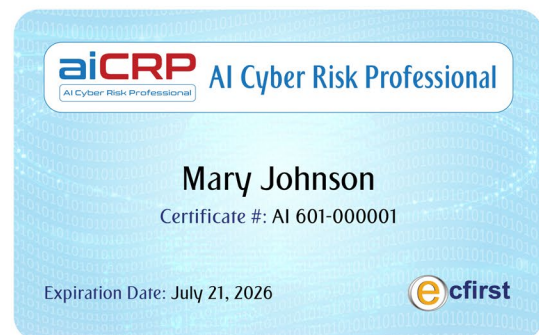 aiCRP
AI Cyber Risk Professional
AI Cyber Risk Professional
Mary Johnson
Certificate #: AI 601-000001
Expiration Date: July 21, 2026
ecfirst